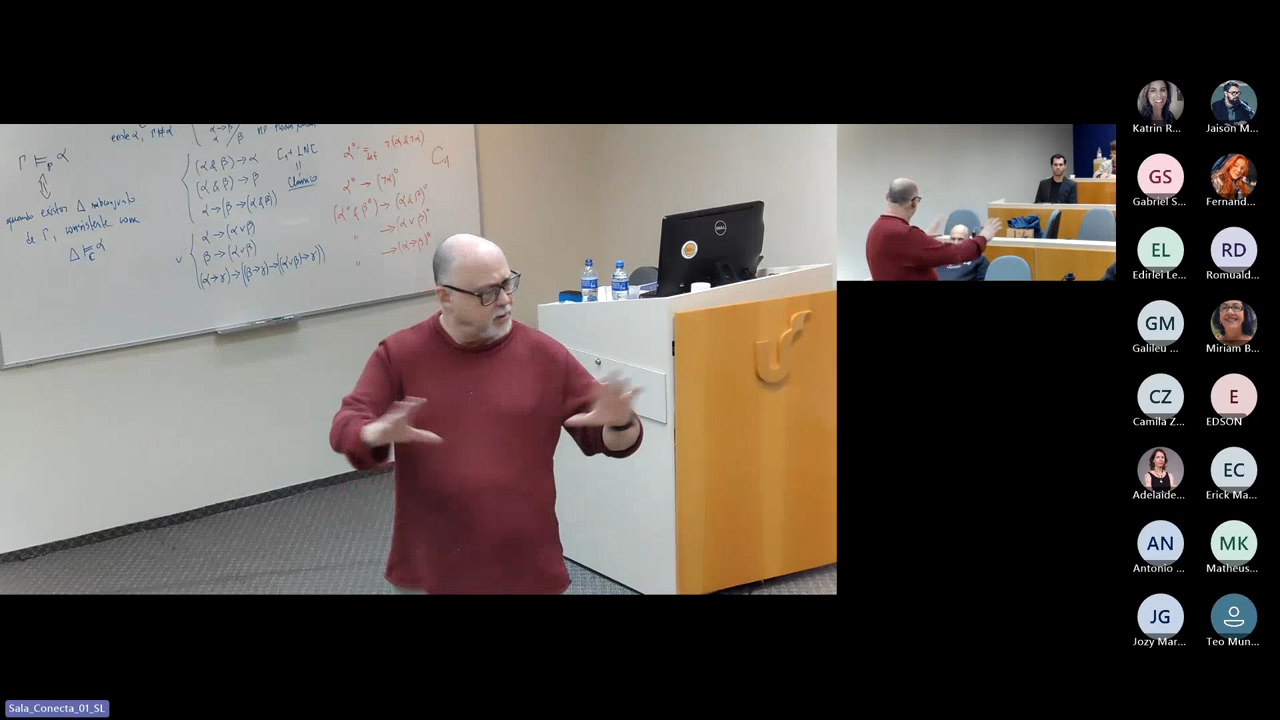 Γ ⊨ₚ α
quando existir Δ subconjunto
de Γ, consistente com
Δ ⊨c α
α→β
α / β
(α & β) → α
(α & β) → β
α → (β → (α & β))
α → (α ∨ β)
β → (α ∨ β)
(α→γ) → ((β→γ) → ((α∨β) → γ))
C₁ + LNC
=
Clássico
α° =def ¬(α & ¬α)
C₁
α° → (¬α)°
(α° & β°) → (α & β)°
" → (α ∨ β)°
" → (α → β)°
DELL
Katrin R...
Jaison M...
GS
Gabriel S...
Fernand...
EL
Edirlei Le...
RD
Romuald...
GM
Galileu ...
Miriam B...
CZ
Camila Z...
E
EDSON
Adelaide...
EC
Erick Ma...
AN
Antonio ...
MK
Matheus...
JG
Jozy Mar...
Teo Mun...
Sala_Conecta_01_SL